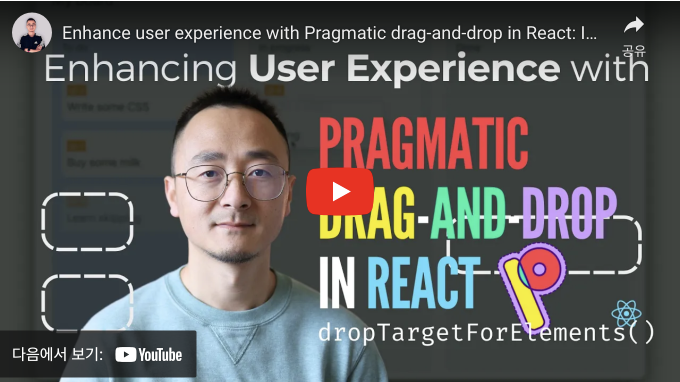 Enhance user experience with Pragmatic drag-and-drop in React: I...
공유
Enhancing User Experience with
Write some CSS
Buy some milk
PRAGMATIC
DRAG-AND-DROP
IN REACT
dropTargetForElements()
다음에서 보기: YouTube